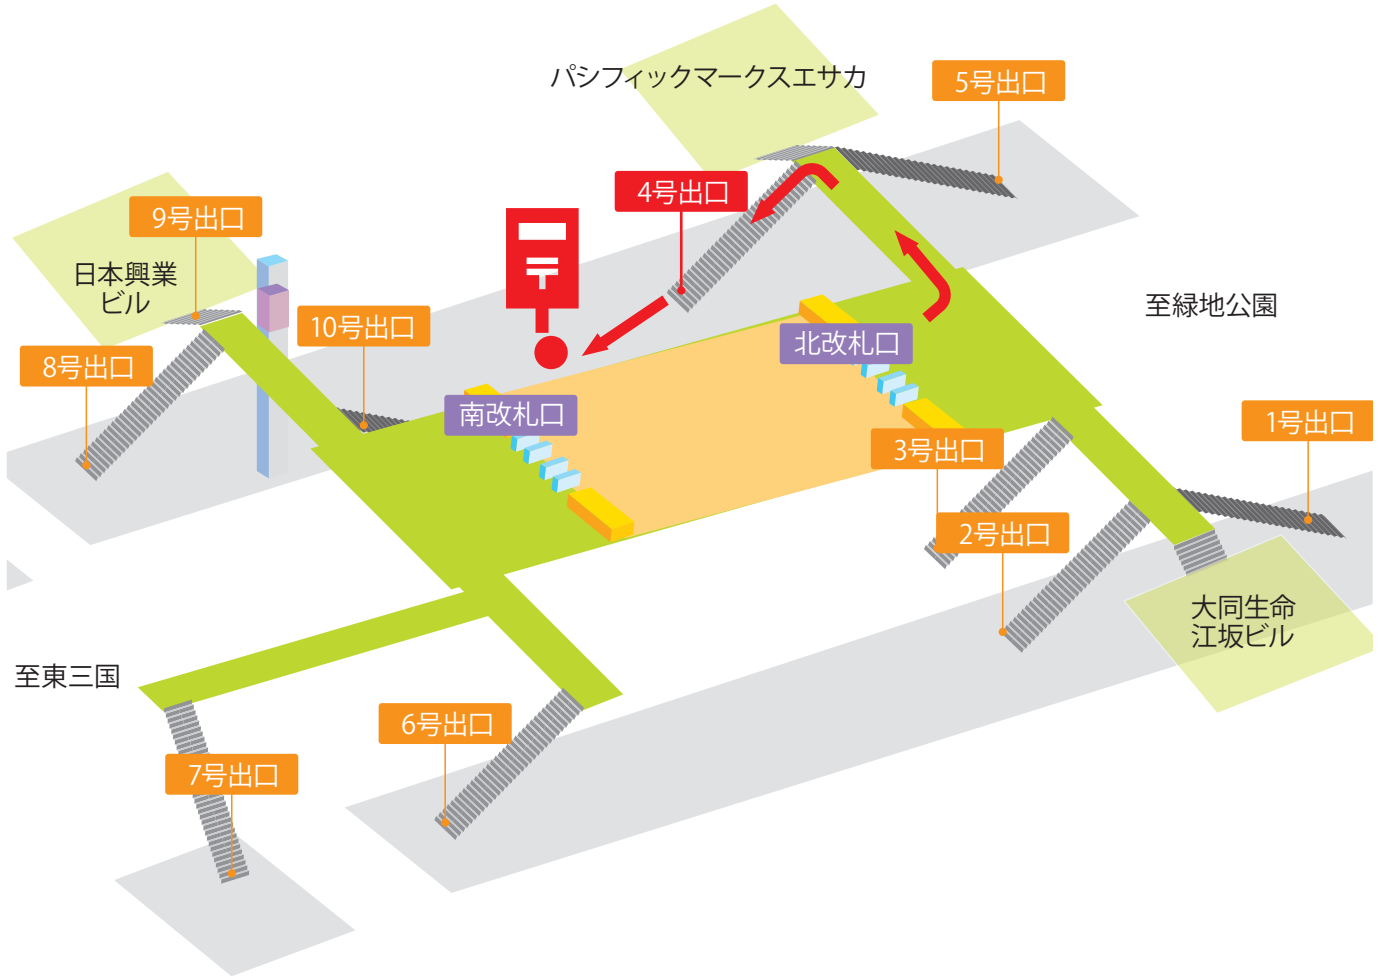 パシフィックマークスエサカ
5号出口
4号出口
9号出口
日本興業
ビル
10号出口
8号出口
至緑地公園
北改札口
南改札口
1号出口
3号出口
2号出口
大同生命
江坂ビル
至東三国
6号出口
7号出口